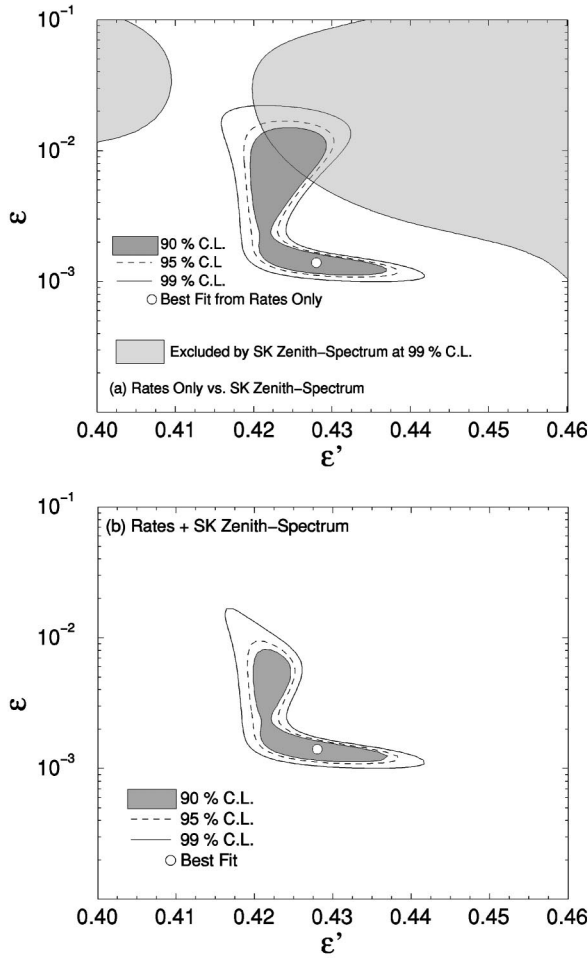 10⁻¹
10⁻²
10⁻³
ε
90 % C.L.
95 % C.L
99 % C.L.
Best Fit from Rates Only
Excluded by SK Zenith−Spectrum at 99 % C.L.
(a) Rates Only vs. SK Zenith−Spectrum
0.40 0.41 0.42 0.43 0.44 0.45 0.46
ε'
10⁻¹
(b) Rates + SK Zenith−Spectrum
10⁻²
ε
10⁻³
90 % C.L.
95 % C.L.
99 % C.L.
Best Fit
0.40 0.41 0.42 0.43 0.44 0.45 0.46
ε'